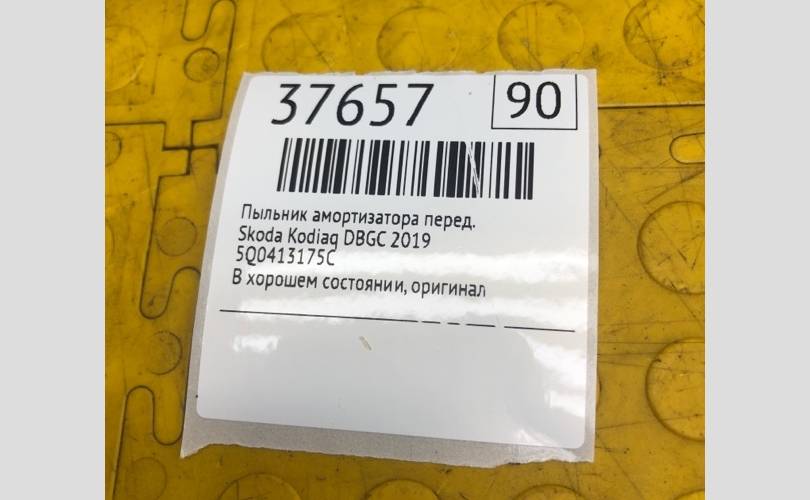 37657
90
Пыльник амортизатора перед.
Skoda Kodiaq DBGC 2019
5Q0413175C
В хорошем состоянии, оригинал